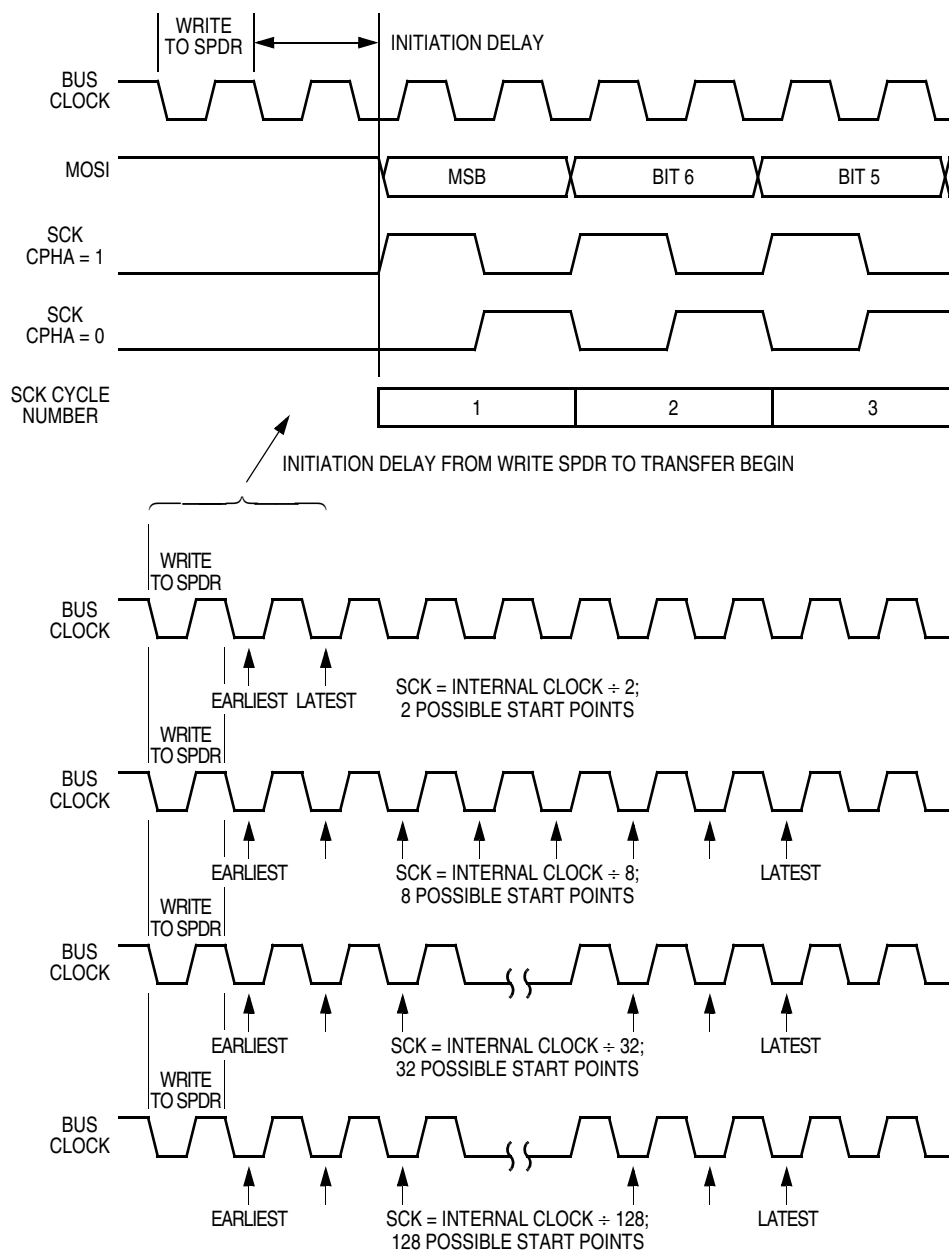 WRITE
TO SPDR
INITIATION DELAY
BUS
CLOCK
MOSI
MSB
BIT 6
BIT 5
SCK
CPHA = 1
SCK
CPHA = 0
SCK CYCLE
NUMBER
1
2
3
INITIATION DELAY FROM WRITE SPDR TO TRANSFER BEGIN
WRITE
TO SPDR
BUS
CLOCK
EARLIEST
LATEST
SCK = INTERNAL CLOCK ÷ 2;
2 POSSIBLE START POINTS
WRITE
TO SPDR
BUS
CLOCK
EARLIEST
SCK = INTERNAL CLOCK ÷ 8;
8 POSSIBLE START POINTS
LATEST
WRITE
TO SPDR
BUS
CLOCK
EARLIEST
SCK = INTERNAL CLOCK ÷ 32;
32 POSSIBLE START POINTS
LATEST
WRITE
TO SPDR
BUS
CLOCK
EARLIEST
SCK = INTERNAL CLOCK ÷ 128;
128 POSSIBLE START POINTS
LATEST